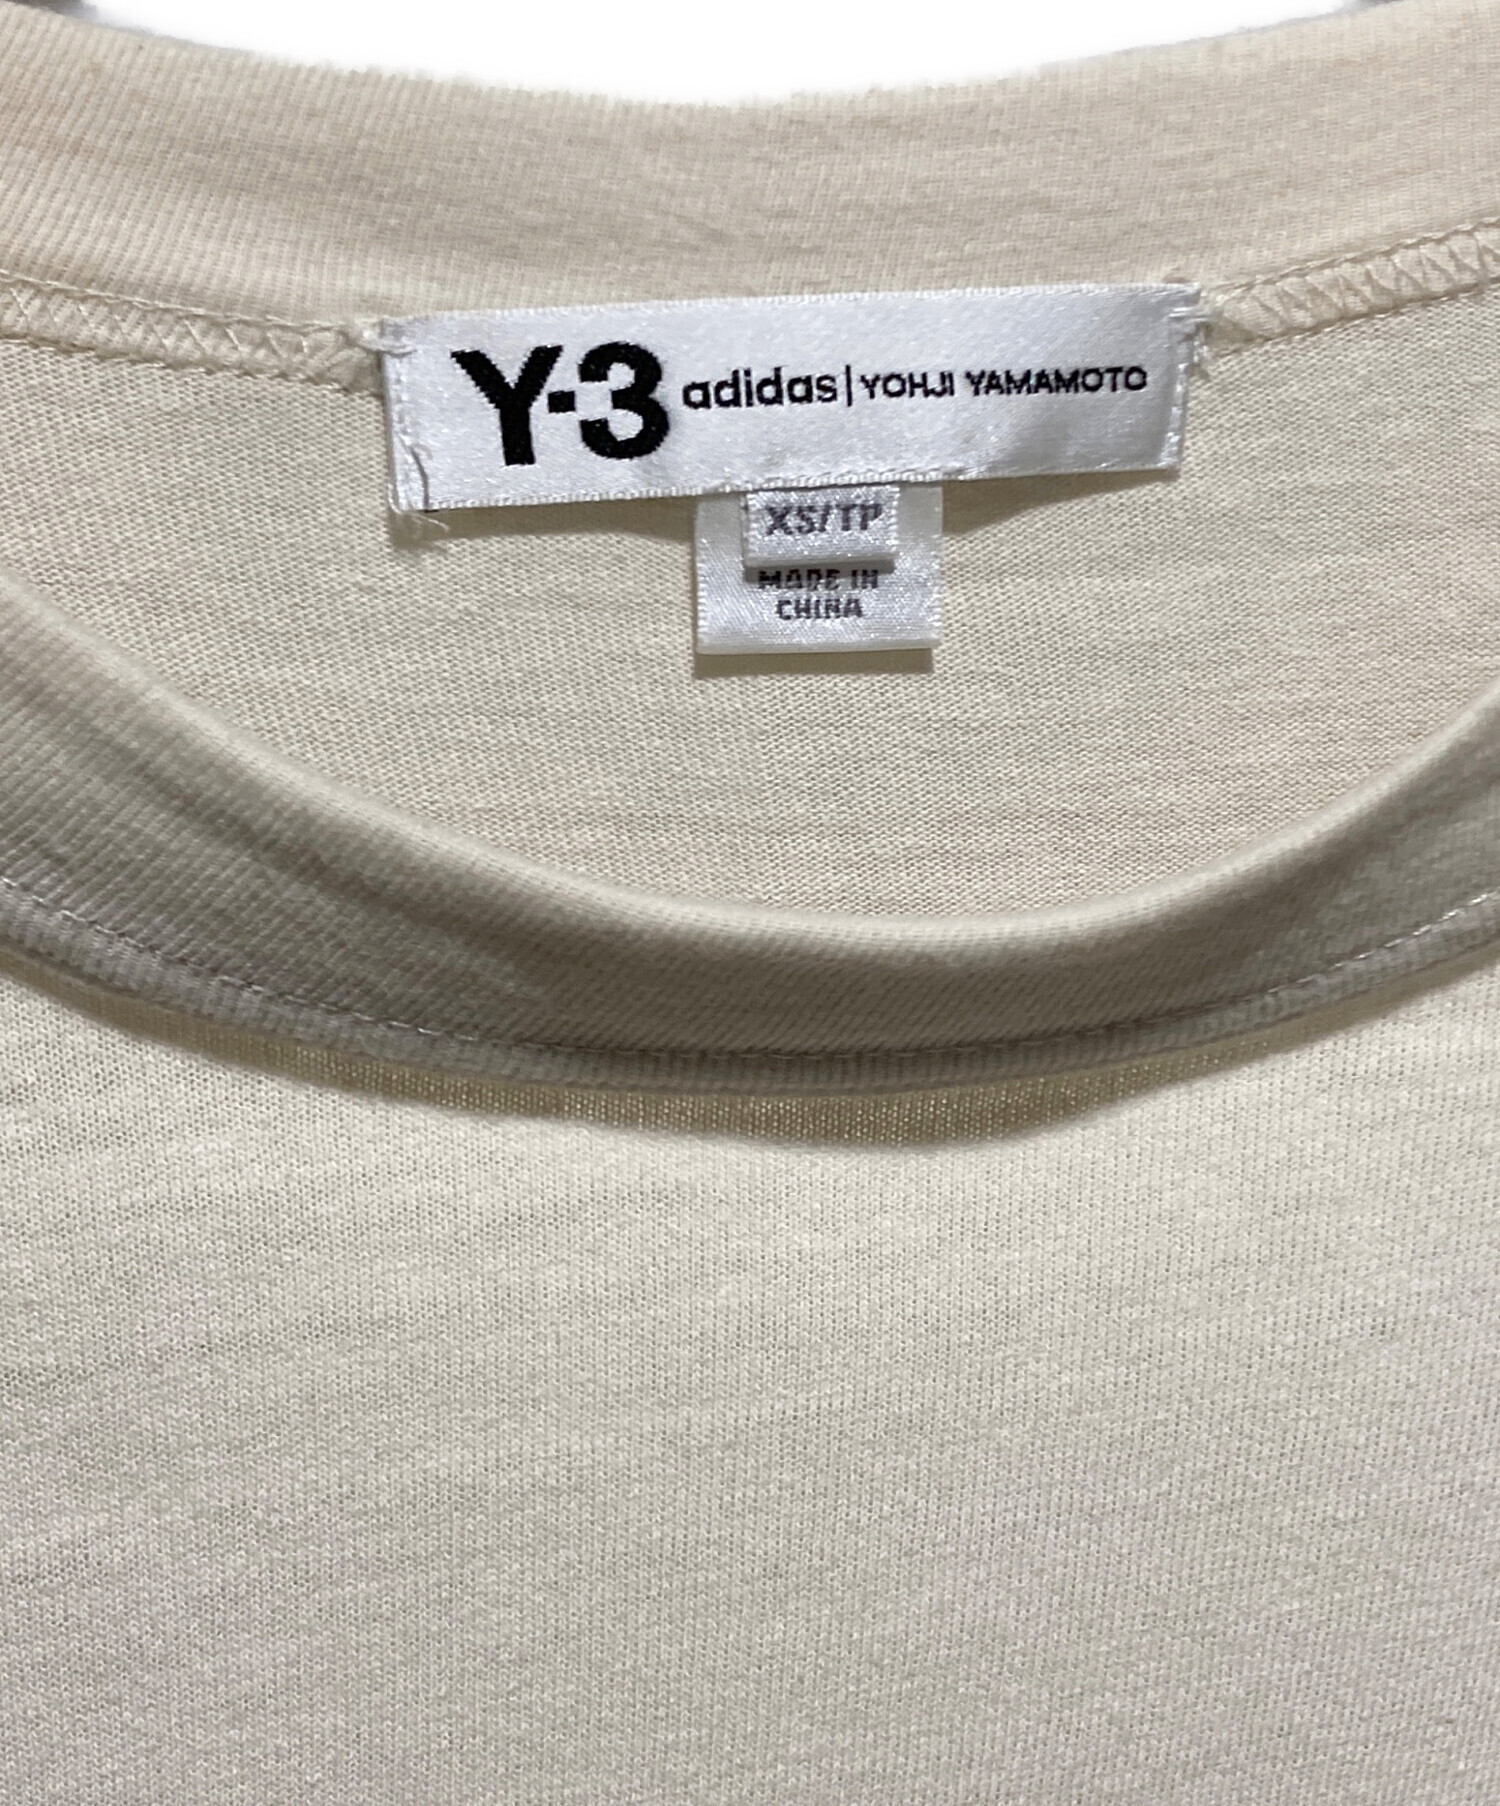 Y-3 adidas | YOHJI YAMAMOTO
XS/TP
MADE IN
CHINA